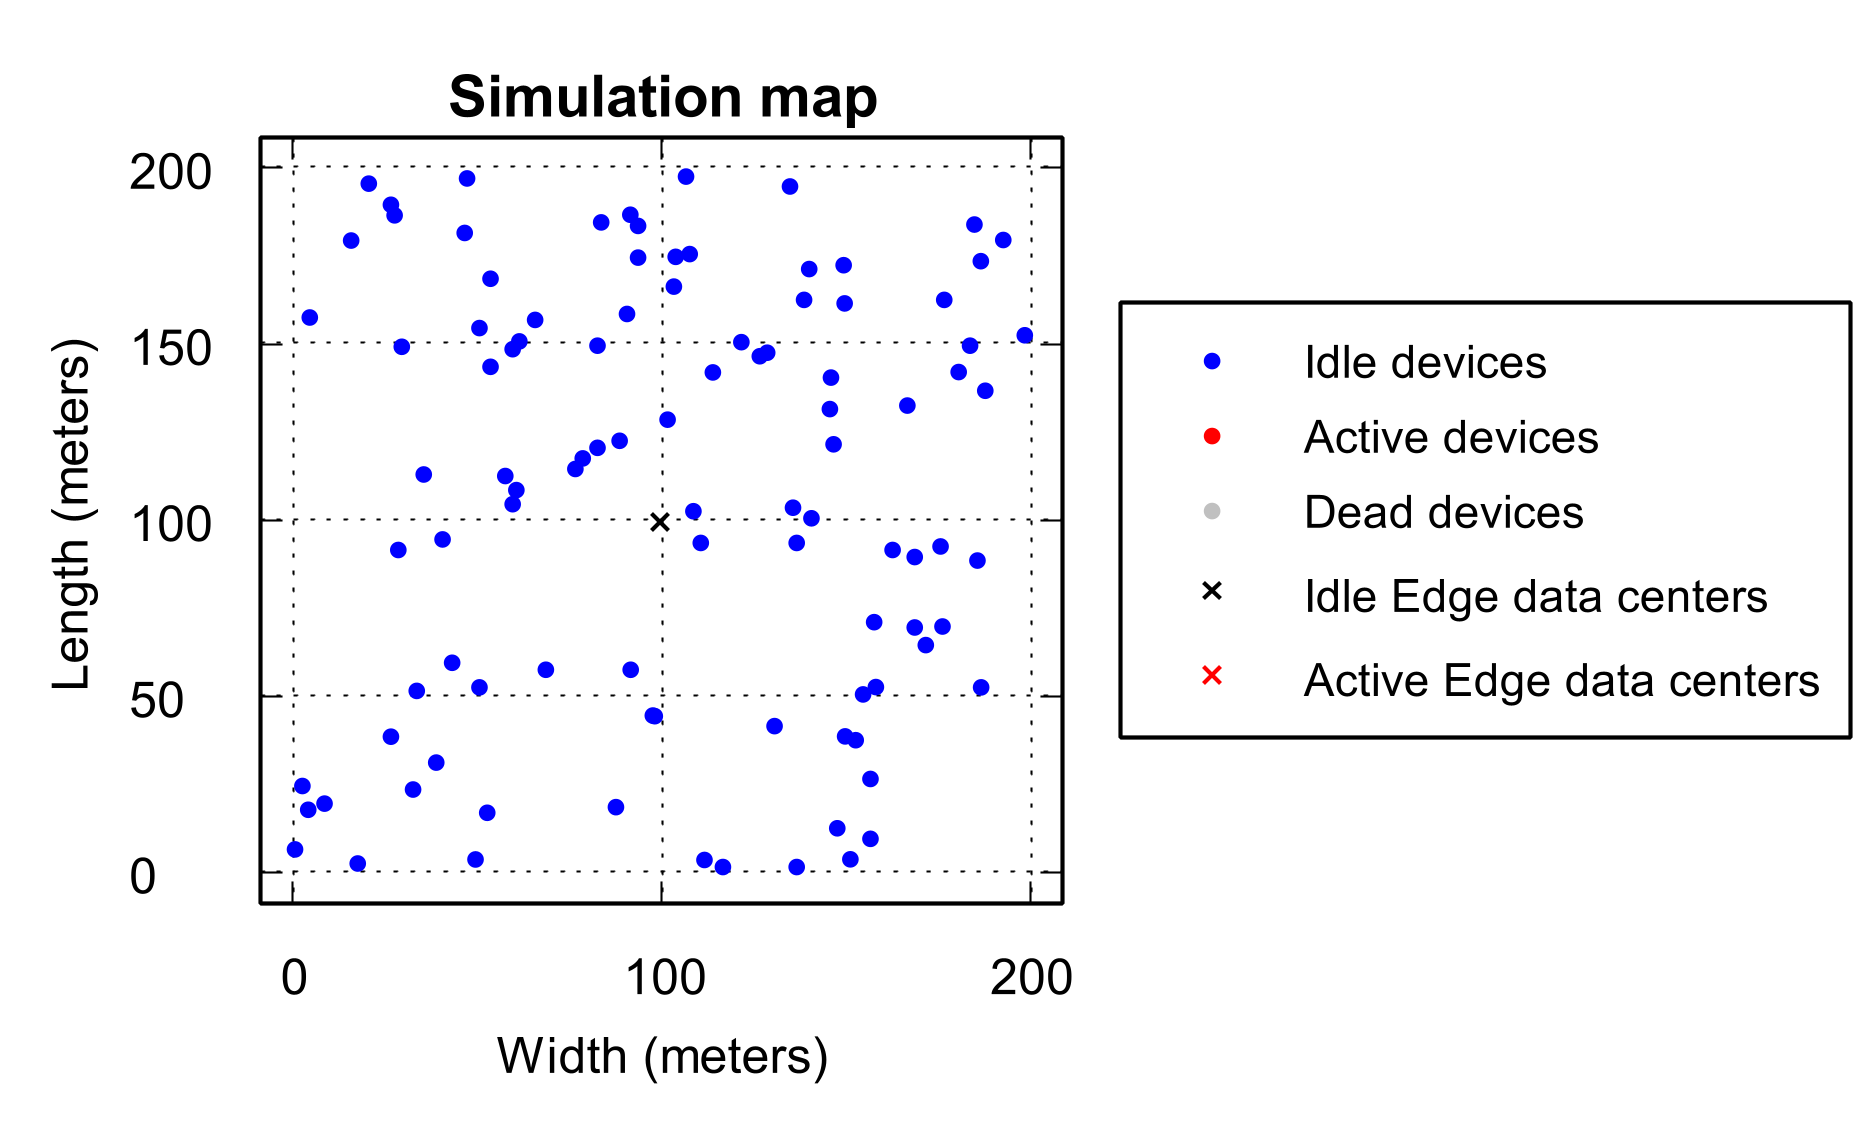 Simulation map
200
150
100
50
0
Length (meters)
0 100 200
Width (meters)
Idle devices
Active devices
Dead devices
Idle Edge data centers
Active Edge data centers